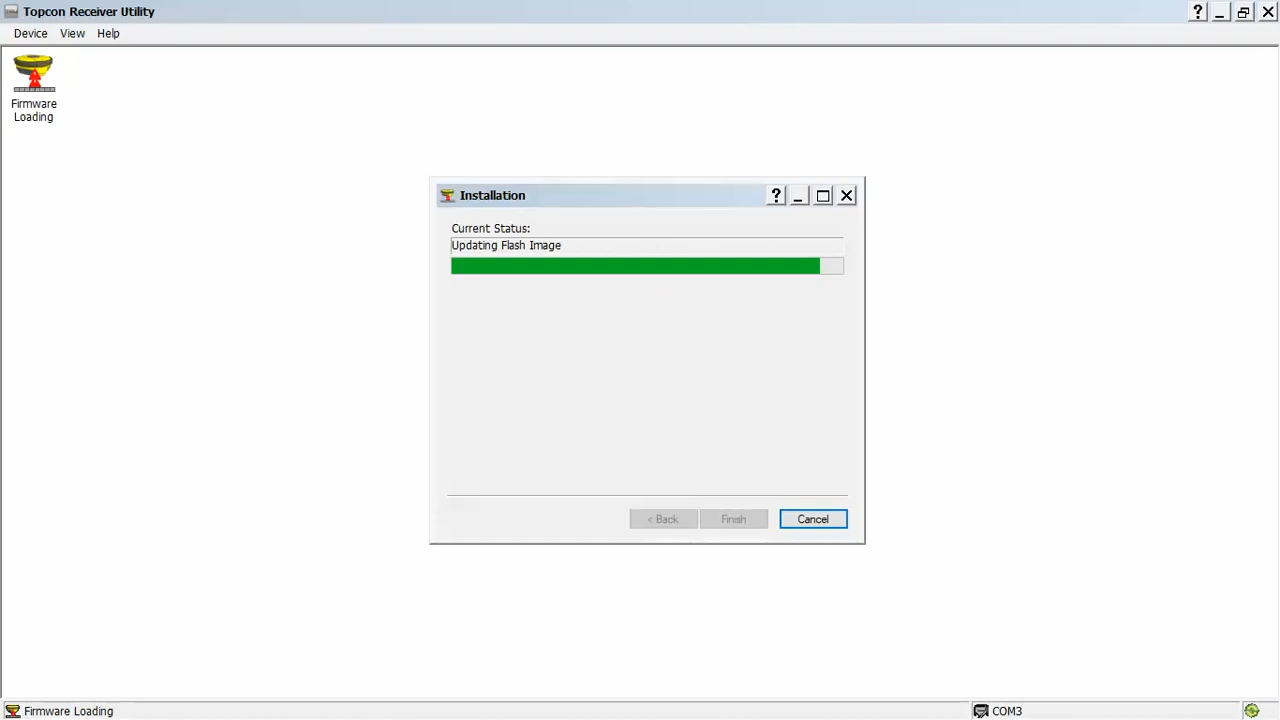 Topcon Receiver Utility
Device View Help
Firmware
Loading
Installation
Current Status:
Updating Flash Image
< Back Finish Cancel
Firmware Loading COM3